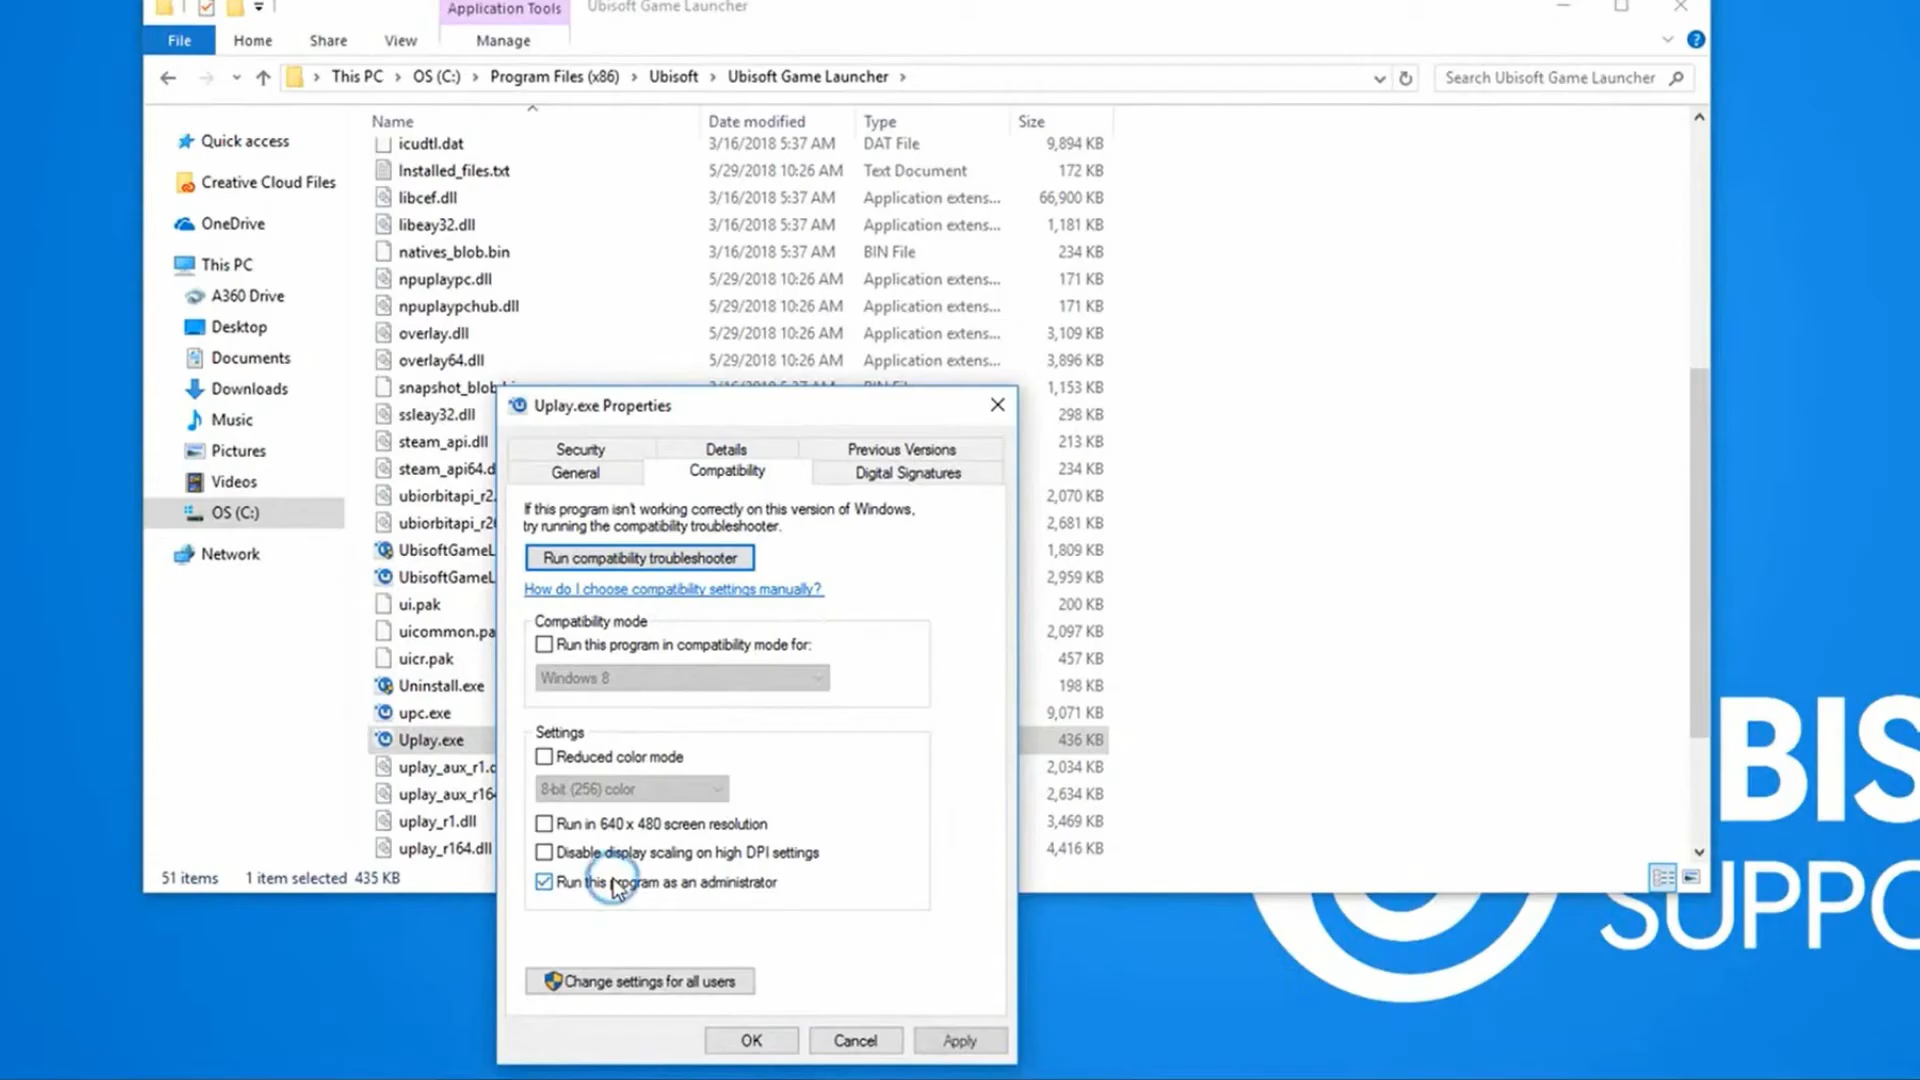 Application Tools
Ubisoft Game Launcher
File
Home
Share
View
Manage
This PC
OS (C:)
Program Files (x86)
Ubisoft
Ubisoft Game Launcher
Search Ubisoft Game Launcher
Quick access
Creative Cloud Files
OneDrive
This PC
A360 Drive
Desktop
Documents
Downloads
Music
Pictures
Videos
OS (C:)
Network
Name Date modified Type Size
icudtl.dat 3/16/2018 5:37 AM DAT File 9,894 KB
Installed_files.txt 5/29/2018 10:26 AM Text Document 172 KB
libcef.dll 3/16/2018 5:37 AM Application extens... 66,900 KB
libeay32.dll 3/16/2018 5:37 AM Application extens... 1,181 KB
natives_blob.bin 3/16/2018 5:37 AM BIN File 234 KB
npuplaypc.dll 5/29/2018 10:26 AM Application extens... 171 KB
npuplaypchub.dll 5/29/2018 10:26 AM Application extens... 171 KB
overlay.dll 5/29/2018 10:26 AM Application extens... 3,109 KB
overlay64.dll 5/29/2018 10:26 AM Application extens... 3,896 KB
snapshot_blob 1,153 KB
ssleay32.dll 298 KB
steam_api.dll 213 KB
steam_api64.d 234 KB
ubiorbitapi_r2. 2,070 KB
ubiorbitapi_r2 2,681 KB
UbisoftGameL 1,809 KB
UbisoftGameL 2,959 KB
ui.pak 200 KB
uicommon.pa 2,097 KB
uicr.pak 457 KB
Uninstall.exe 198 KB
upc.exe 9,071 KB
Uplay.exe 436 KB
uplay_aux_r1.c 2,034 KB
uplay_aux_r16 2,634 KB
uplay_r1.dll 3,469 KB
uplay_r164.dll 4,416 KB
51 items 1 item selected 435 KB
Uplay.exe Properties
Security
Details
Previous Versions
General
Compatibility
Digital Signatures
If this program isn't working correctly on this version of Windows,
try running the compatibility troubleshooter.
Run compatibility troubleshooter
How do I choose compatibility settings manually?
Compatibility mode
Run this program in compatibility mode for:
Windows 8
Settings
Reduced color mode
8-bit (256) color
Run in 640 x 480 screen resolution
Disable display scaling on high DPI settings
Run this program as an administrator
Change settings for all users
OK
Cancel
Apply
BIS
SUPPO